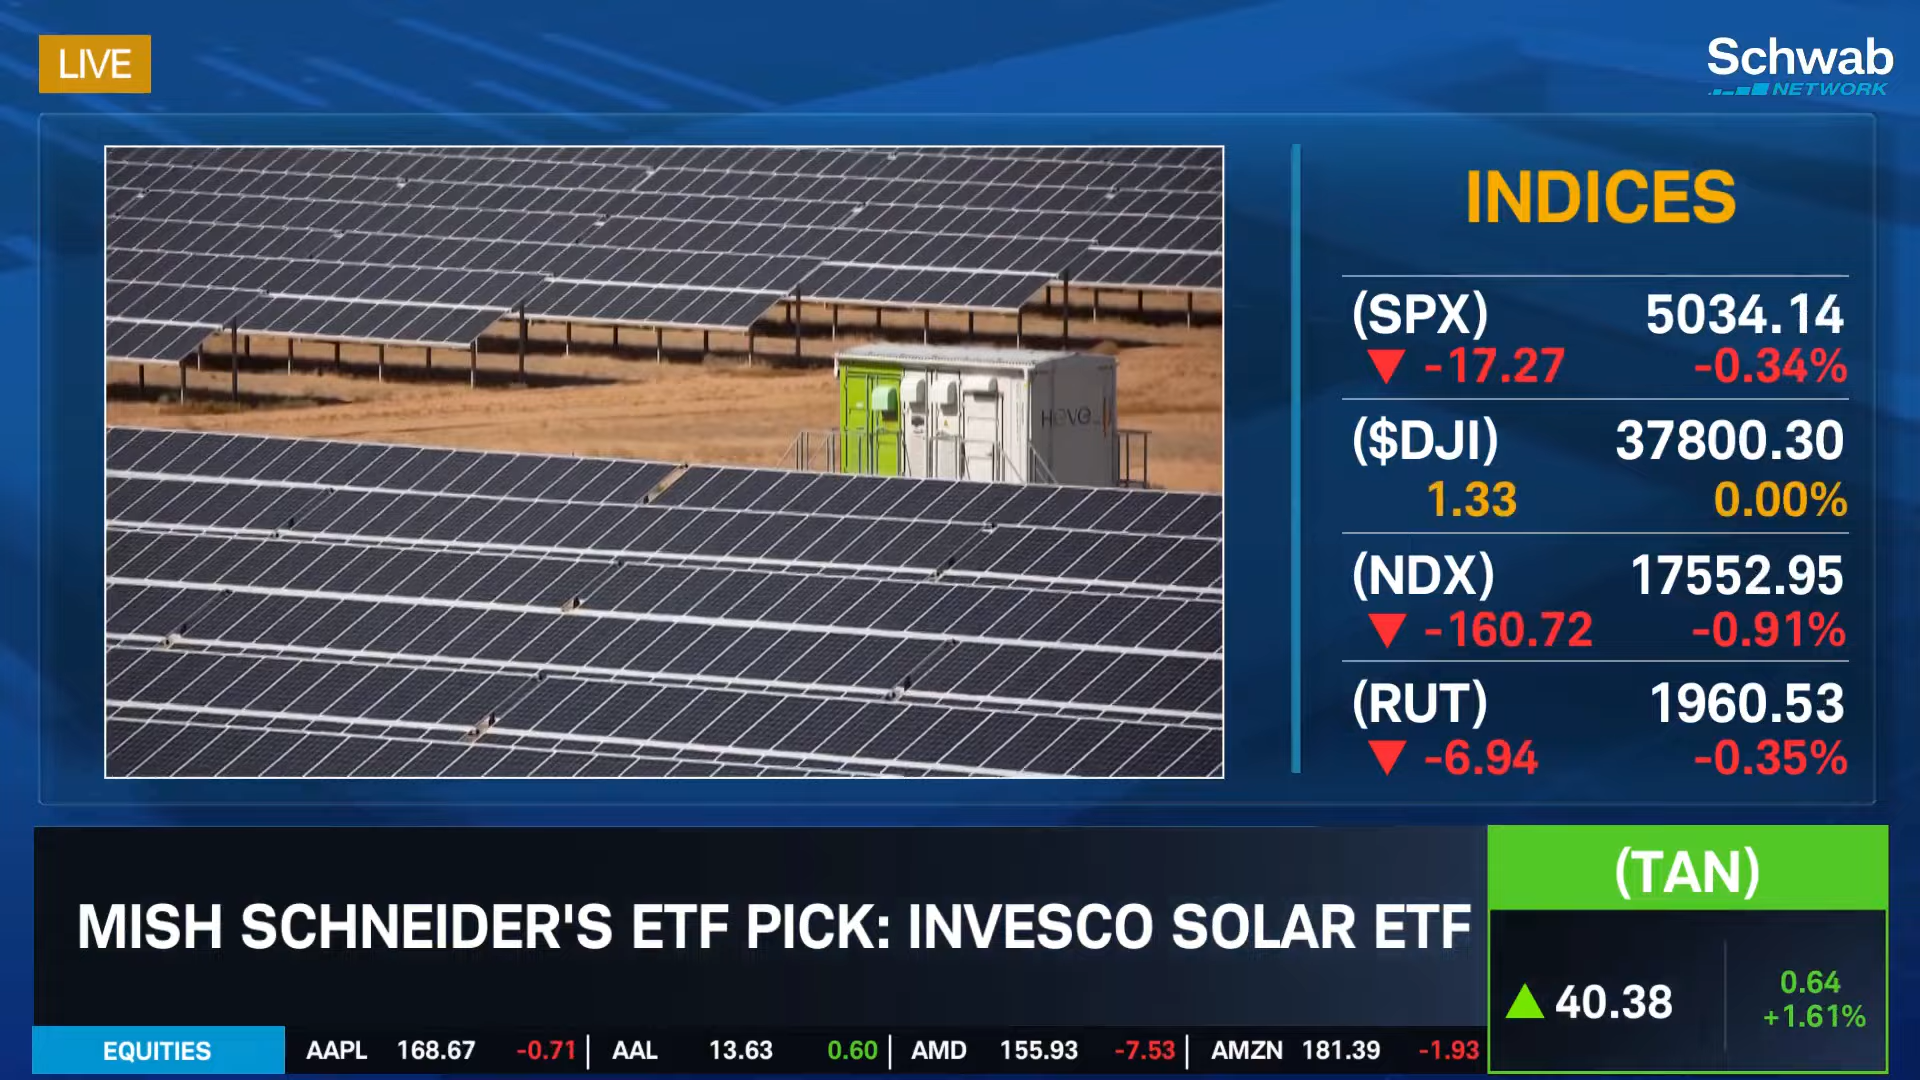 LIVE
Schwab
NETWORK
INDICES
(SPX) 5034.14
▼ -17.27 -0.34%
($DJI) 37800.30
1.33 0.00%
(NDX) 17552.95
▼ -160.72 -0.91%
(RUT) 1960.53
▼ -6.94 -0.35%
Hevel
MISH SCHNEIDER'S ETF PICK: INVESCO SOLAR ETF
(TAN)
▲ 40.38
0.64
+1.61%
EQUITIES AAPL 168.67 -0.71 | AAL 13.63 0.60 | AMD 155.93 -7.53 | AMZN 181.39 -1.93